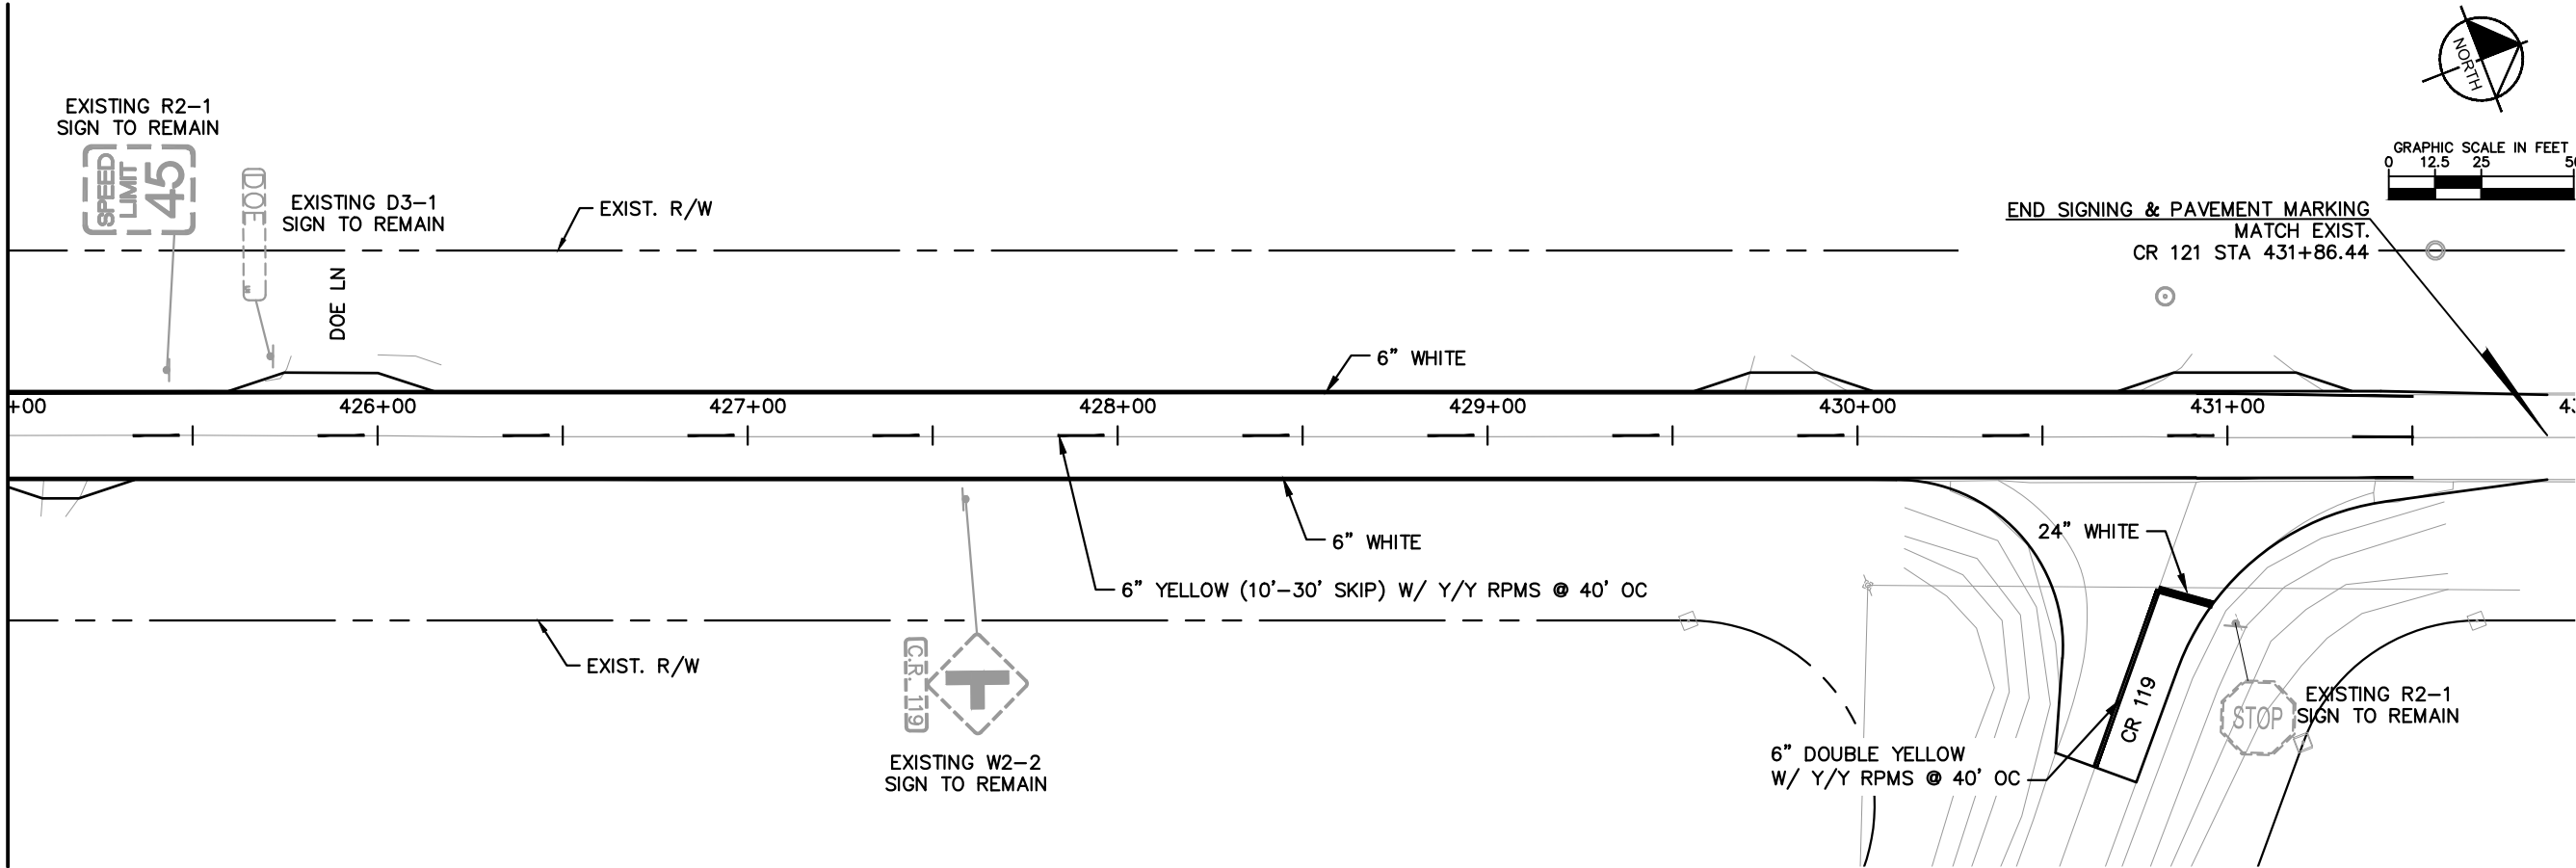 NORTH
EXISTING R2-1
SIGN TO REMAIN
SPEED
LIMIT
45
DOE
EXISTING D3-1
SIGN TO REMAIN
DOE LN
EXIST. R/W
GRAPHIC SCALE IN FEET
0 12.5 25
END SIGNING & PAVEMENT MARKING
MATCH EXIST.
CR 121 STA 431+86.44
6" WHITE
+00 426+00 427+00 428+00 429+00 430+00 431+00
6" WHITE
24" WHITE
6" YELLOW (10'-30' SKIP) W/ Y/Y RPMS @ 40' OC
EXIST. R/W
C.R. 119
EXISTING W2-2
SIGN TO REMAIN
CR 119
STOP
EXISTING R2-1
SIGN TO REMAIN
6" DOUBLE YELLOW
W/ Y/Y RPMS @ 40' OC